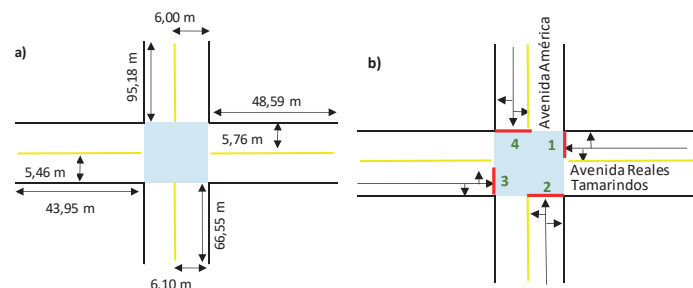 a)
6,00 m
95,18 m
48,59 m
5,76 m
5,46 m
43,95 m
66,55 m
6,10 m
b)
Avenida América
4
1
Avenida Reales
Tamarindos
3
2